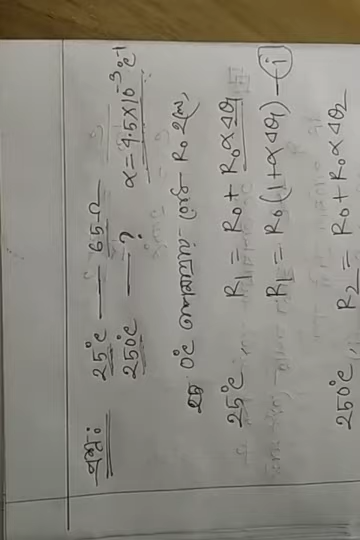 প্রশ্ন: 25°C — 65Ω
250°C — ? α = 4.5×10⁻³ °C⁻¹
0°C তাপমাত্রায় রোধ R₀ হলে,
25°C R₁ = R₀ + R₀αΔθ₁
R₁ = R₀(1+αΔθ₁) — (i)
250°C, R₂ = R₀ + R₀αΔθ₂